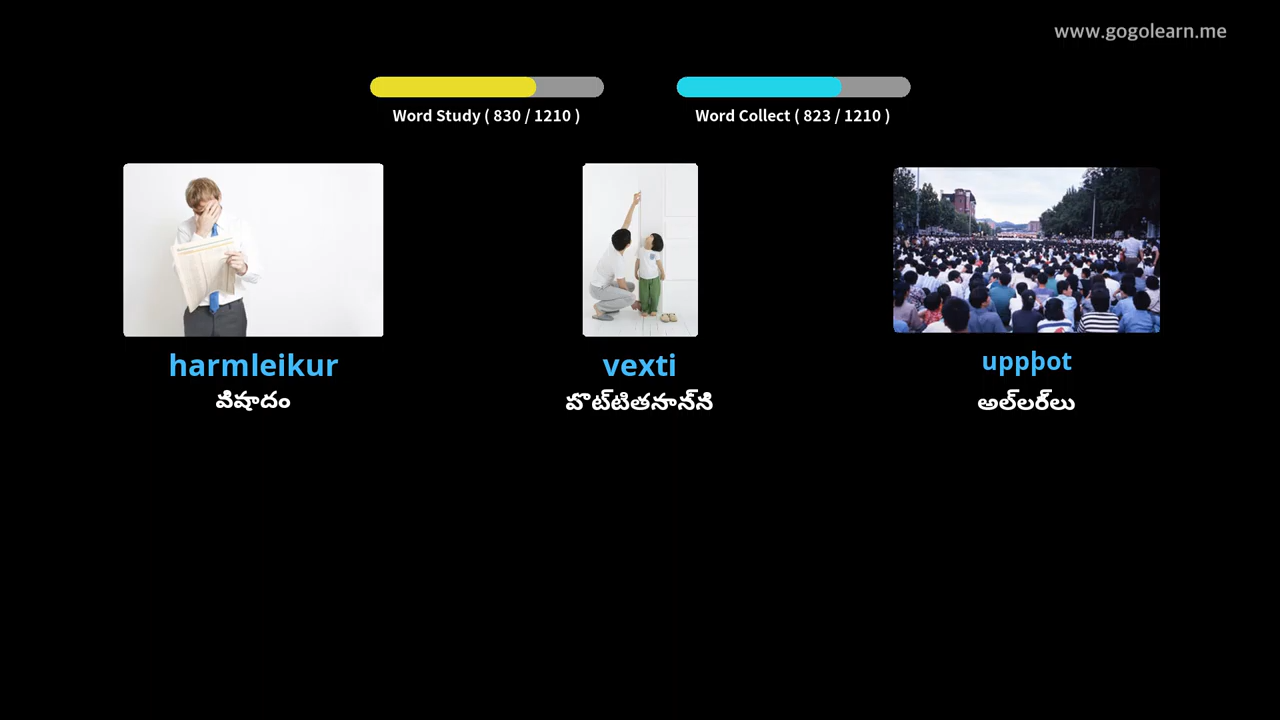 www.gogolearn.me
Word Study ( 830 / 1210 )
Word Collect ( 823 / 1210 )
harmleikur
vexti
uppþot
విషాదం
పొట్టితనాన్ని
అల్లర్లు